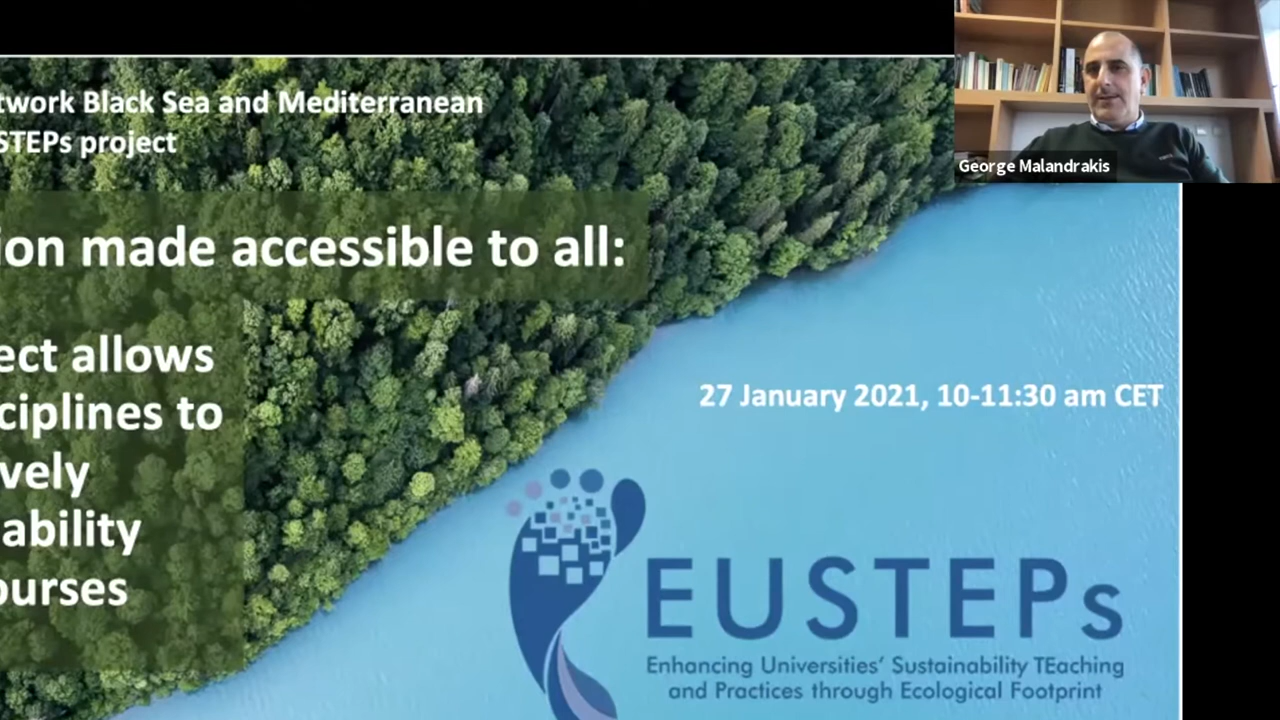 twork Black Sea and Mediterranean
STEPs project
ion made accessible to all:
ect allows
ciplines to
vely
ability
ourses
27 January 2021, 10-11:30 am CET
EUSTEPs
Enhancing Universities' Sustainability TEaching
and Practices through Ecological Footprint
George Malandrakis